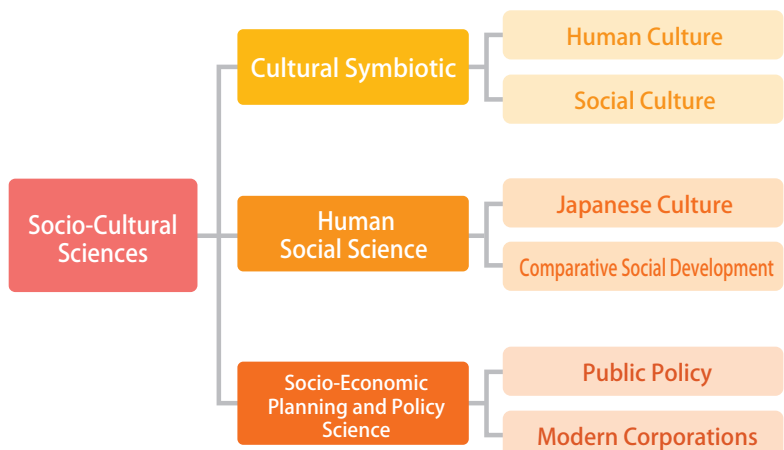 Socio-Cultural
Sciences
Cultural Symbiotic
Human Culture
Social Culture
Human
Social Science
Japanese Culture
Comparative Social Development
Socio-Economic
Planning and Policy
Science
Public Policy
Modern Corporations